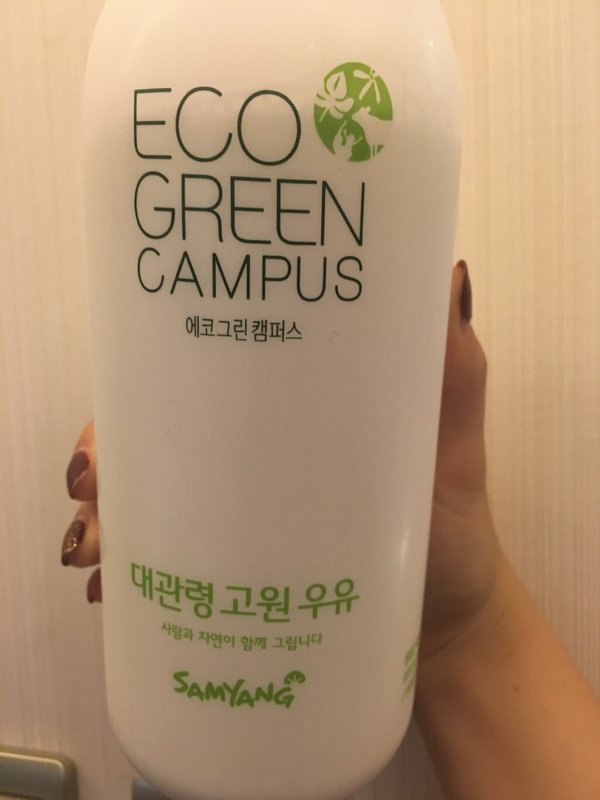 ECO
GREEN
CAMPUS
에코그린캠퍼스
대관령 고원 우유
사람과 자연이 함께 그립니다
SAMYANG